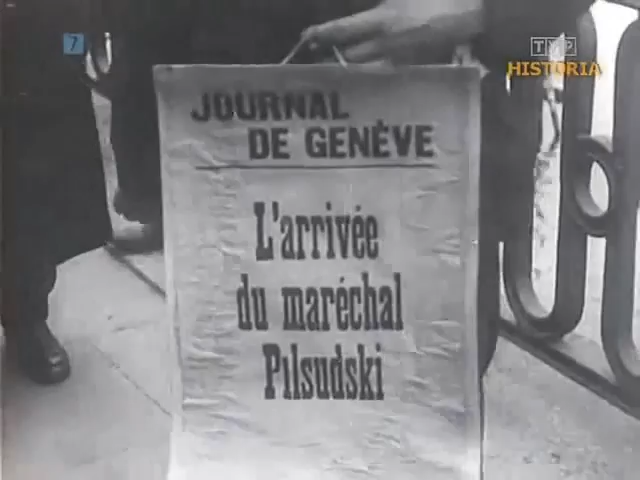 7
TVP
HISTORIA
JOURNAL
DE GENÈVE
L'arrivée
du maréchal
Pilsudski